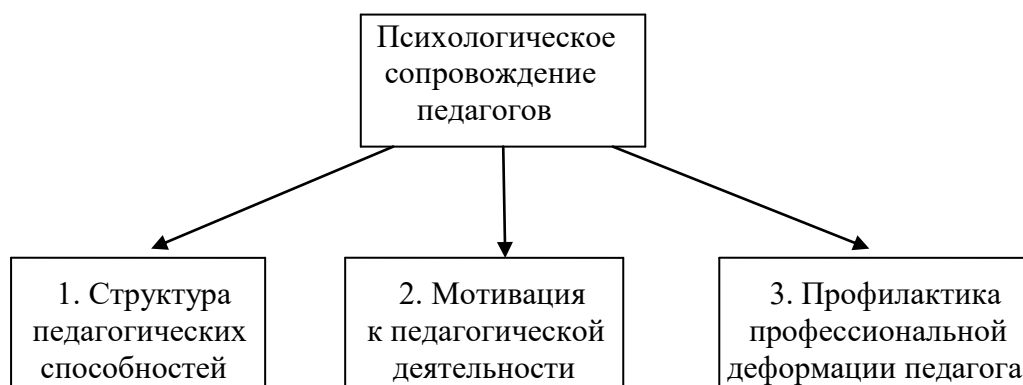 Психологическое
сопровождение
педагогов
1. Структура
педагогических
способностей
2. Мотивация
к педагогической
деятельности
3. Профилактика
профессиональной
деформации педагога